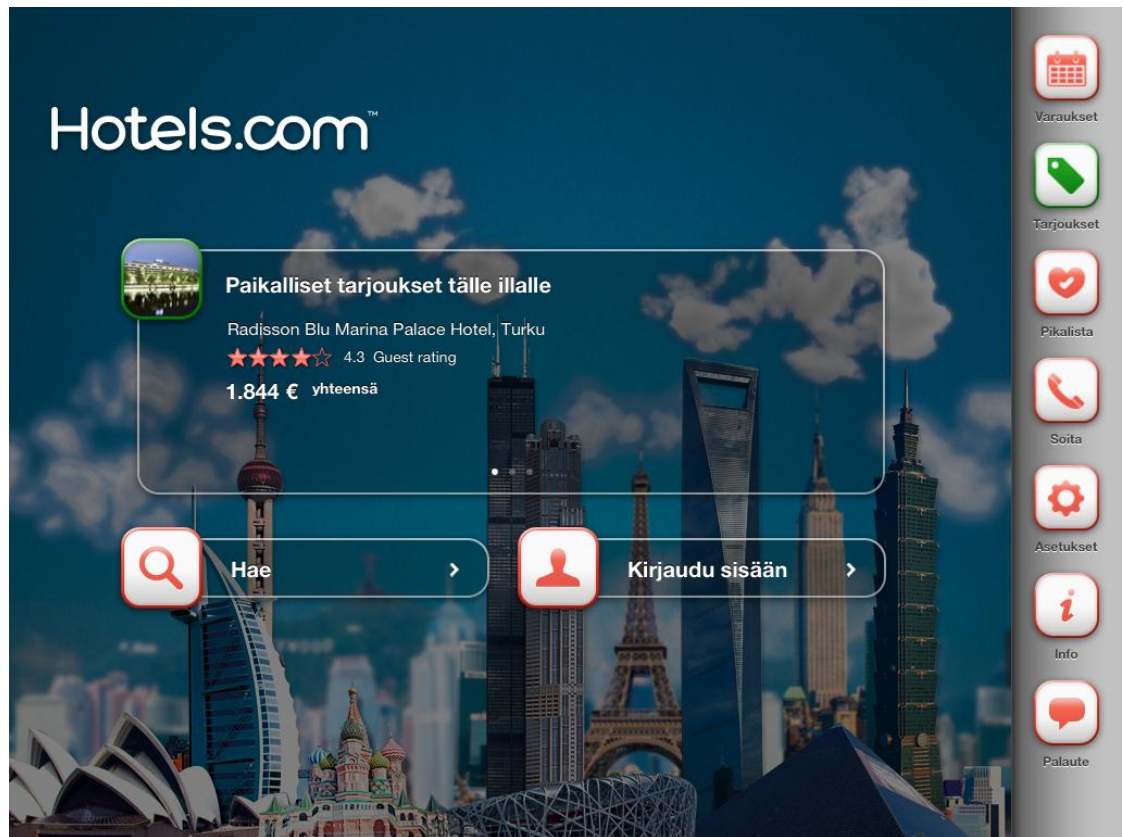 Hotels.com™
Paikalliset tarjoukset tälle illalle
Radisson Blu Marina Palace Hotel, Turku
4.3 Guest rating
1.844 € yhteensä
Hae
Kirjaudu sisään
Varaukset
Tarjoukset
Pikalista
Soita
Asetukset
Info
Palaute